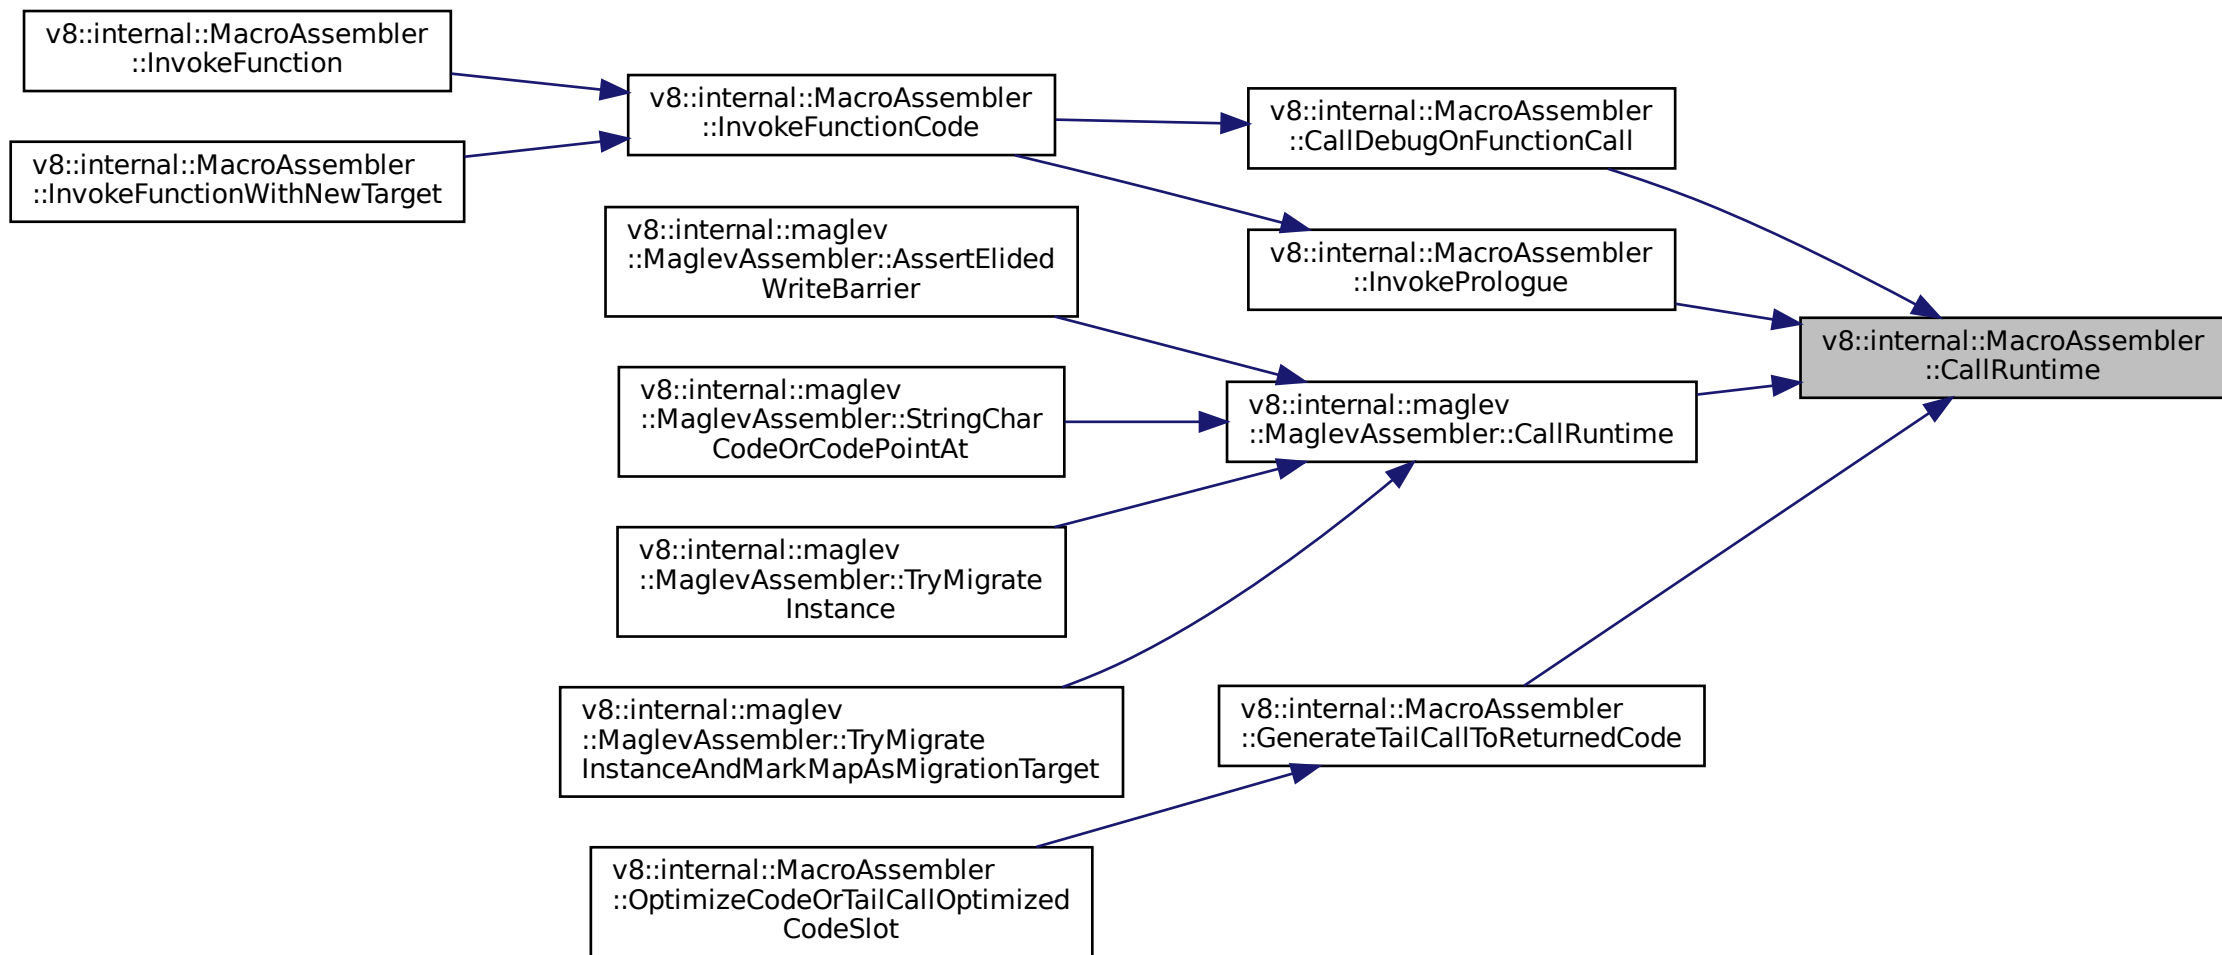 v8::internal::MacroAssembler
::InvokeFunction
v8::internal::MacroAssembler
::InvokeFunctionWithNewTarget
v8::internal::MacroAssembler
::InvokeFunctionCode
v8::internal::MacroAssembler
::CallDebugOnFunctionCall
v8::internal::MacroAssembler
::InvokePrologue
v8::internal::maglev
::MaglevAssembler::AssertElided
WriteBarrier
v8::internal::MacroAssembler
::CallRuntime
v8::internal::maglev
::MaglevAssembler::StringChar
CodeOrCodePointAt
v8::internal::maglev
::MaglevAssembler::CallRuntime
v8::internal::maglev
::MaglevAssembler::TryMigrate
Instance
v8::internal::maglev
::MaglevAssembler::TryMigrate
InstanceAndMarkMapAsMigrationTarget
v8::internal::MacroAssembler
::GenerateTailCallToReturnedCode
v8::internal::MacroAssembler
::OptimizeCodeOrTailCallOptimized
CodeSlot